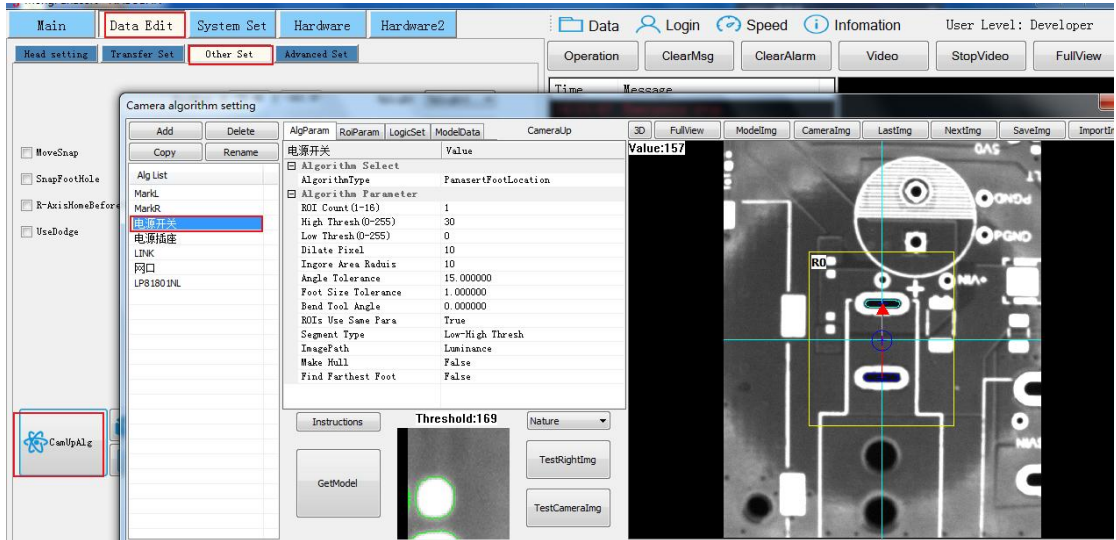 Main Data Edit System Set Hardware Hardware2 Data Login Speed Infomation User Level: Developer
Head setting Transfer Set Other Set Advanced Set Operation ClearMsg ClearAlarm Video StopVideo FullView
Time Message
Camera algorithm setting
Add Delete AlgParam RoiParam LogicSet ModelData CameraUp 3D FullView ModelImg CameraImg LastImg NextImg SaveImg
MoveSnap Copy Rename 电源开关 Value Value:157
SnapFootHole Alg List Algorithm Select
MarkL AlgorithmType PanasertFootLocation
MarkR Algorithm Parameter
电源开关 ROI Count(1-16) 1
UseDodge High Thresh(0-255) 30
电源插座 Low Thresh(0-255) 0
LINK Dilate Pixel 10
网口 Ingore Area Raduis 10
LP81801NL Angle Tolerance 15.000000
Foot Size Tolerance 1.000000
Bend Tool Angle 0.000000
ROIs Use Same Para True
Segment Type Low-High Thresh
ImagePath Luminance
Make Hull False
Find Farthest Foot False
R0
GND
PGND
+VIN
Instructions Threshold:169 Nature
CamUpAlg TestRightImg
GetModel
TestCameraImg